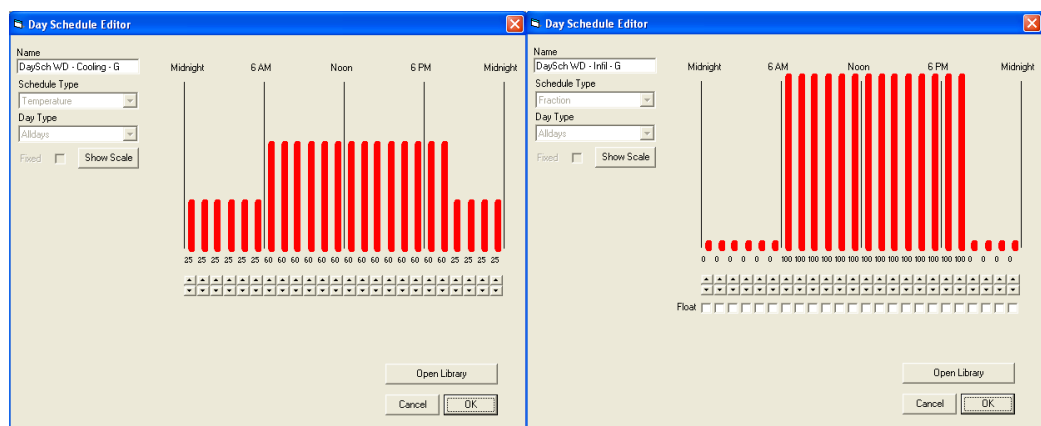 Day Schedule Editor
Name
DaySch WD - Cooling - G
Midnight 6 AM Noon 6 PM Midnight
Schedule Type
Temperature
Day Type
Alldays
Fixed Show Scale
25 25 25 25 25 25 60 60 60 60 60 60 60 60 60 60 60 60 60 60 25 25 25 25
Open Library
Cancel OK
Day Schedule Editor
Name
DaySch WD - Infil - G
Midnight 6 AM Noon 6 PM Midnight
Schedule Type
Fraction
Day Type
Alldays
Fixed Show Scale
0 0 0 0 0 0 100 100 100 100 100 100 100 100 100 100 100 100 100 100 0 0 0 0
Float
Open Library
Cancel OK